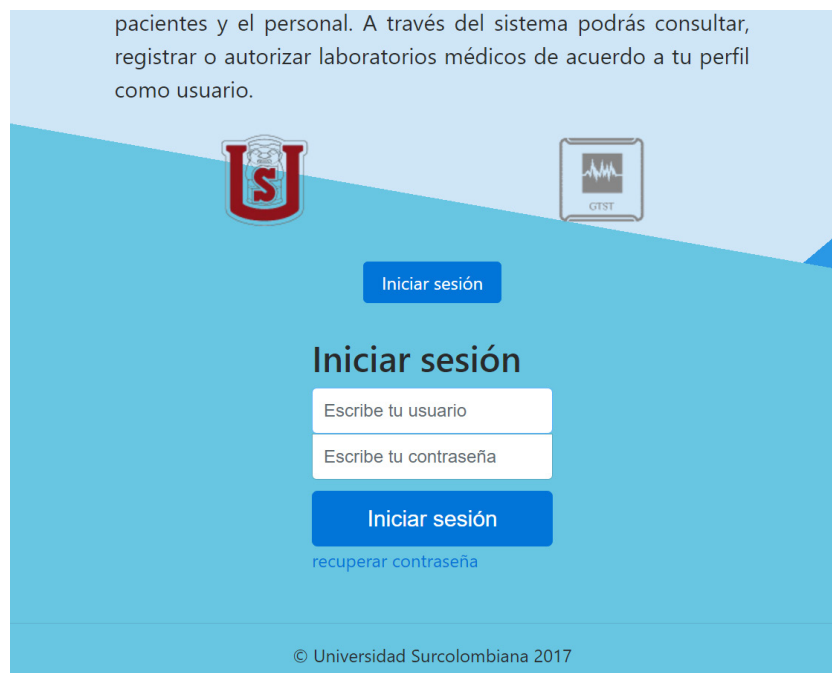 pacientes y el personal. A través del sistema podrás consultar,
registrar o autorizar laboratorios médicos de acuerdo a tu perfil
como usuario.
US
GTST
Iniciar sesión
Iniciar sesión
Escribe tu usuario
Escribe tu contraseña
Iniciar sesión
recuperar contraseña
© Universidad Surcolombiana 2017